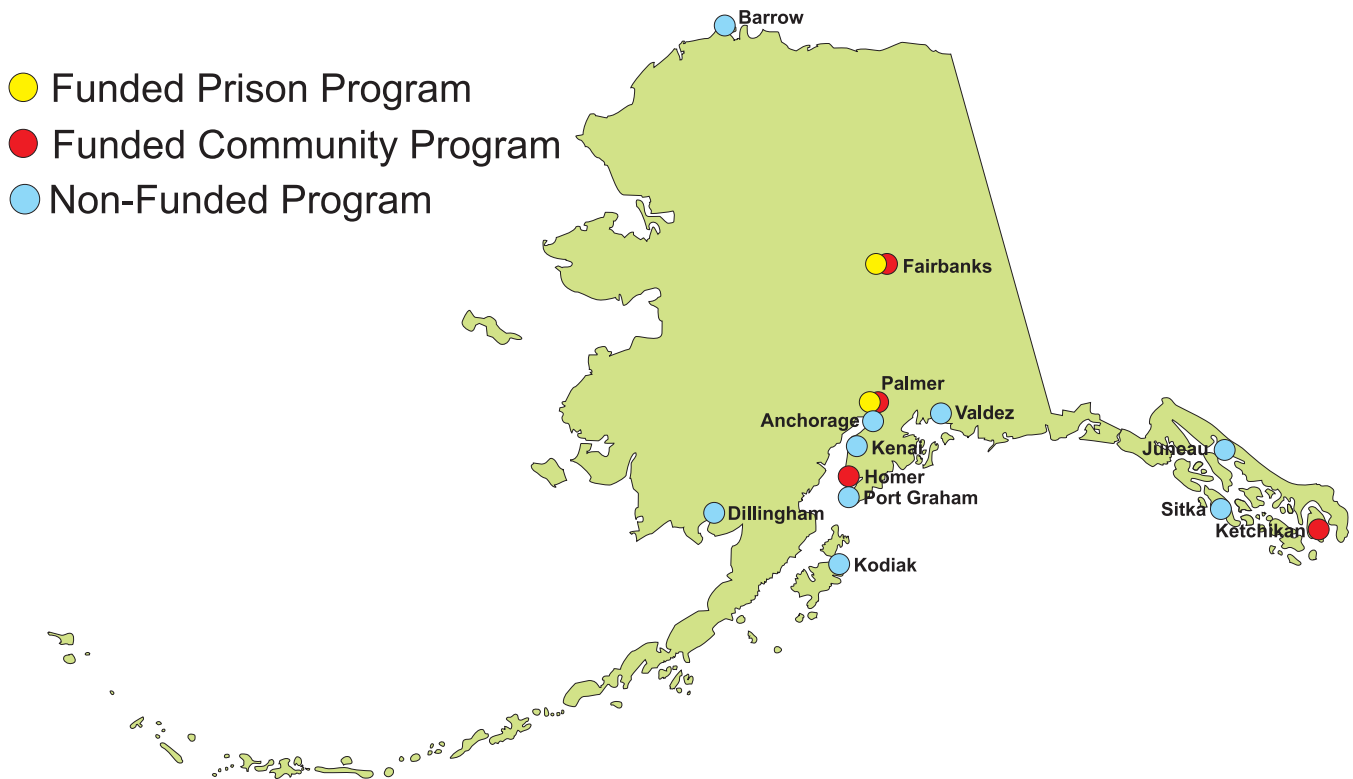 Barrow
Funded Prison Program
Funded Community Program
Non-Funded Program
Fairbanks
Palmer
Anchorage
Valdez
Kenai
Juneau
Homer
Port Graham
Dillingham
Sitka
Ketchikan
Kodiak